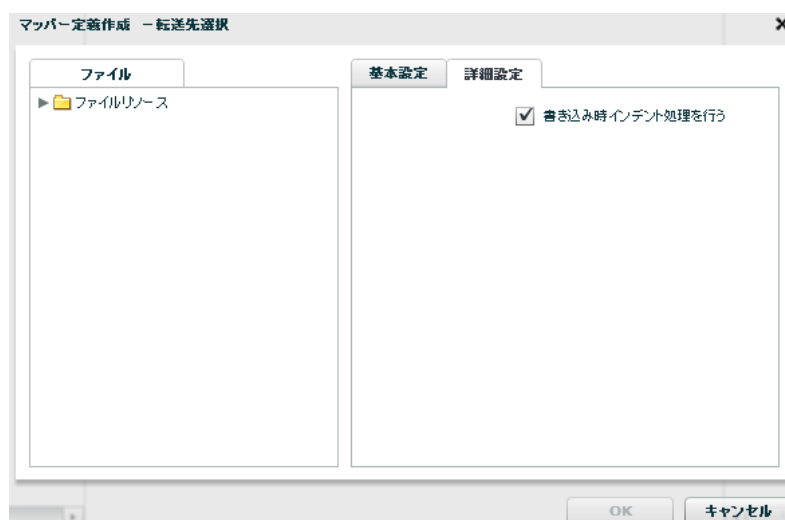 マッパー定義作成 －転送先選択
ファイル
ファイルリソース
基本設定
詳細設定
書き込み時インデント処理を行う
OK
キャンセル